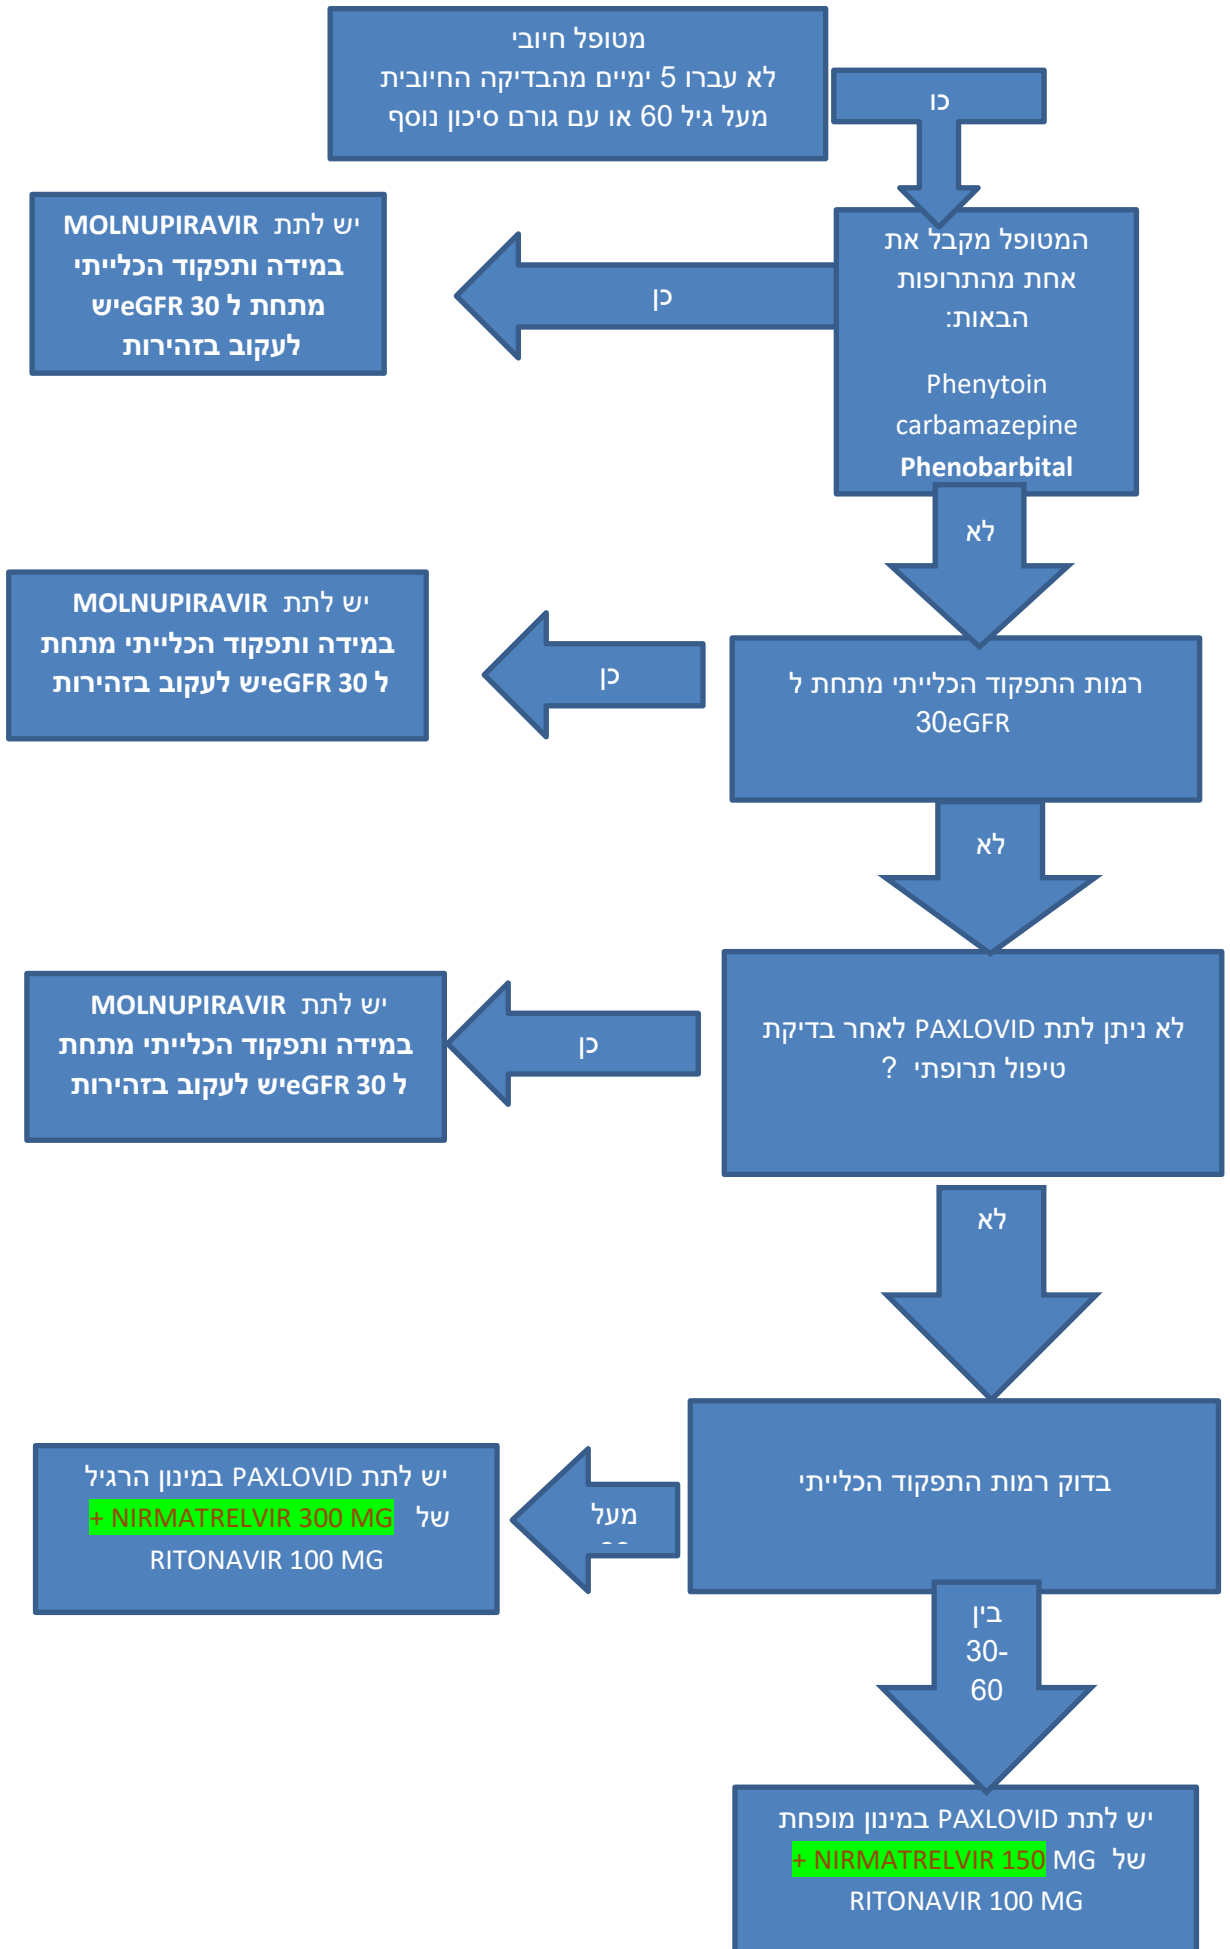 מטופל חיובי
לא עברו 5 ימיים מהבדיקה החיובית
מעל גיל 60 או עם גורם סיכון נוסף
כן
המטופל מקבל את
אחת מהתרופות
הבאות:
Phenytoin
carbamazepine
Phenobarbital
כן
יש לתת MOLNUPIRAVIR
במידה ותפקוד הכלייתי
מתחת ל 30 eGFRיש
לעקוב בזהירות
לא
רמות התפקוד הכלייתי מתחת ל
30eGFR
כן
יש לתת MOLNUPIRAVIR
במידה ותפקוד הכלייתי מתחת
ל 30 eGFRיש לעקוב בזהירות
לא
לא ניתן לתת PAXLOVID לאחר בדיקת
טיפול תרופתי ?
כן
יש לתת MOLNUPIRAVIR
במידה ותפקוד הכלייתי מתחת
ל 30 eGFRיש לעקוב בזהירות
לא
בדוק רמות התפקוד הכלייתי
מעל
יש לתת PAXLOVID במינון הרגיל
של NIRMATRELVIR 300 MG +
RITONAVIR 100 MG
בין
30-
60
יש לתת PAXLOVID במינון מופחת
של NIRMATRELVIR 150 MG +
RITONAVIR 100 MG